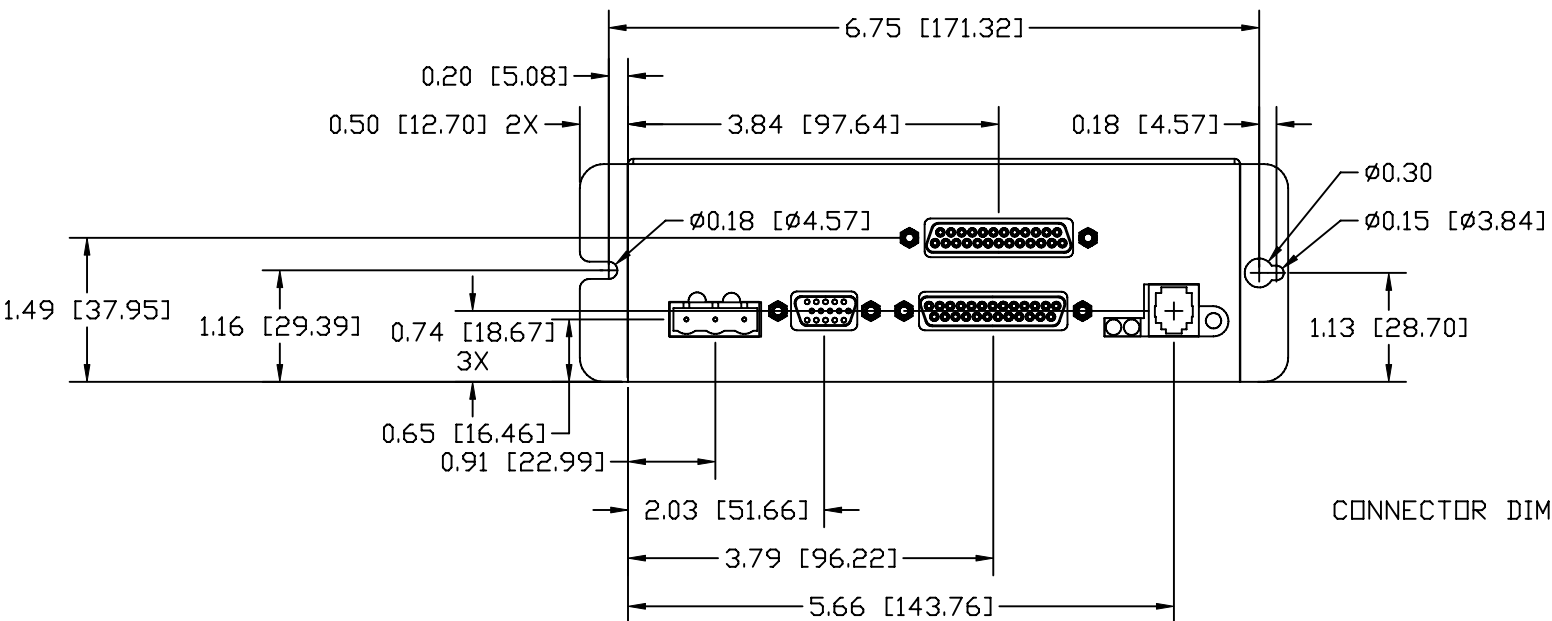 6.75 [171.32]
0.20 [5.08]
0.50 [12.70] 2X
3.84 [97.64]
0.18 [4.57]
ø0.30
ø0.18 [ø4.57]
ø0.15 [ø3.84]
1.49 [37.95]
1.16 [29.39]
0.74 [18.67]
3X
1.13 [28.70]
0.65 [16.46]
0.91 [22.99]
2.03 [51.66]
CONNECTOR DIM
3.79 [96.22]
5.66 [143.76]